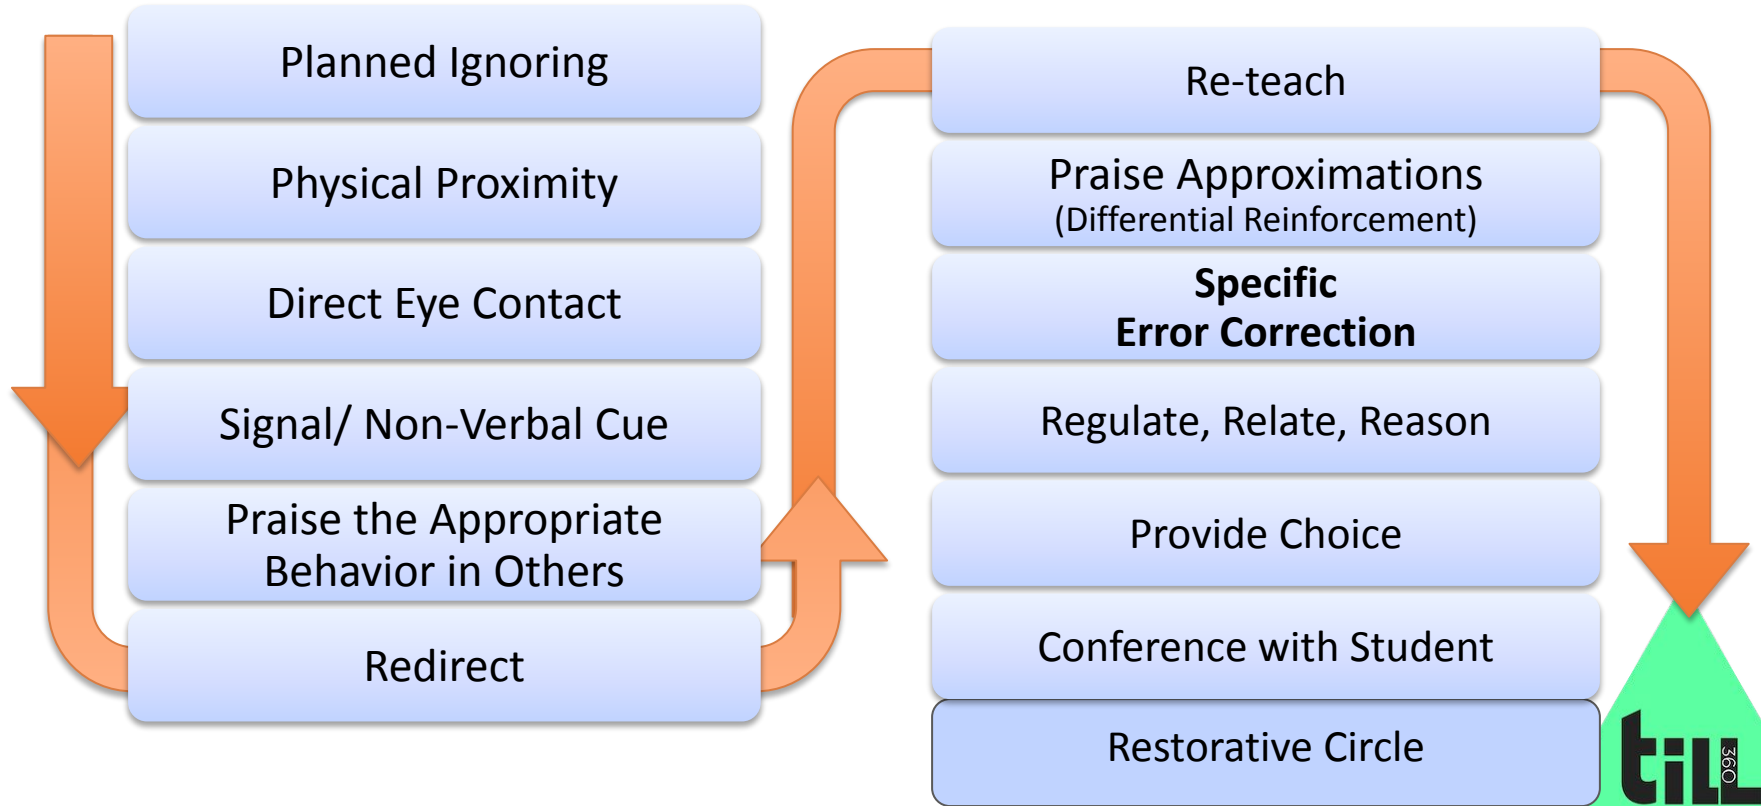 Planned Ignoring
Physical Proximity
Direct Eye Contact
Signal/ Non-Verbal Cue
Praise the Appropriate
Behavior in Others
Redirect
Re-teach
Praise Approximations
(Differential Reinforcement)
Specific
Error Correction
Regulate, Relate, Reason
Provide Choice
Conference with Student
Restorative Circle
till
360